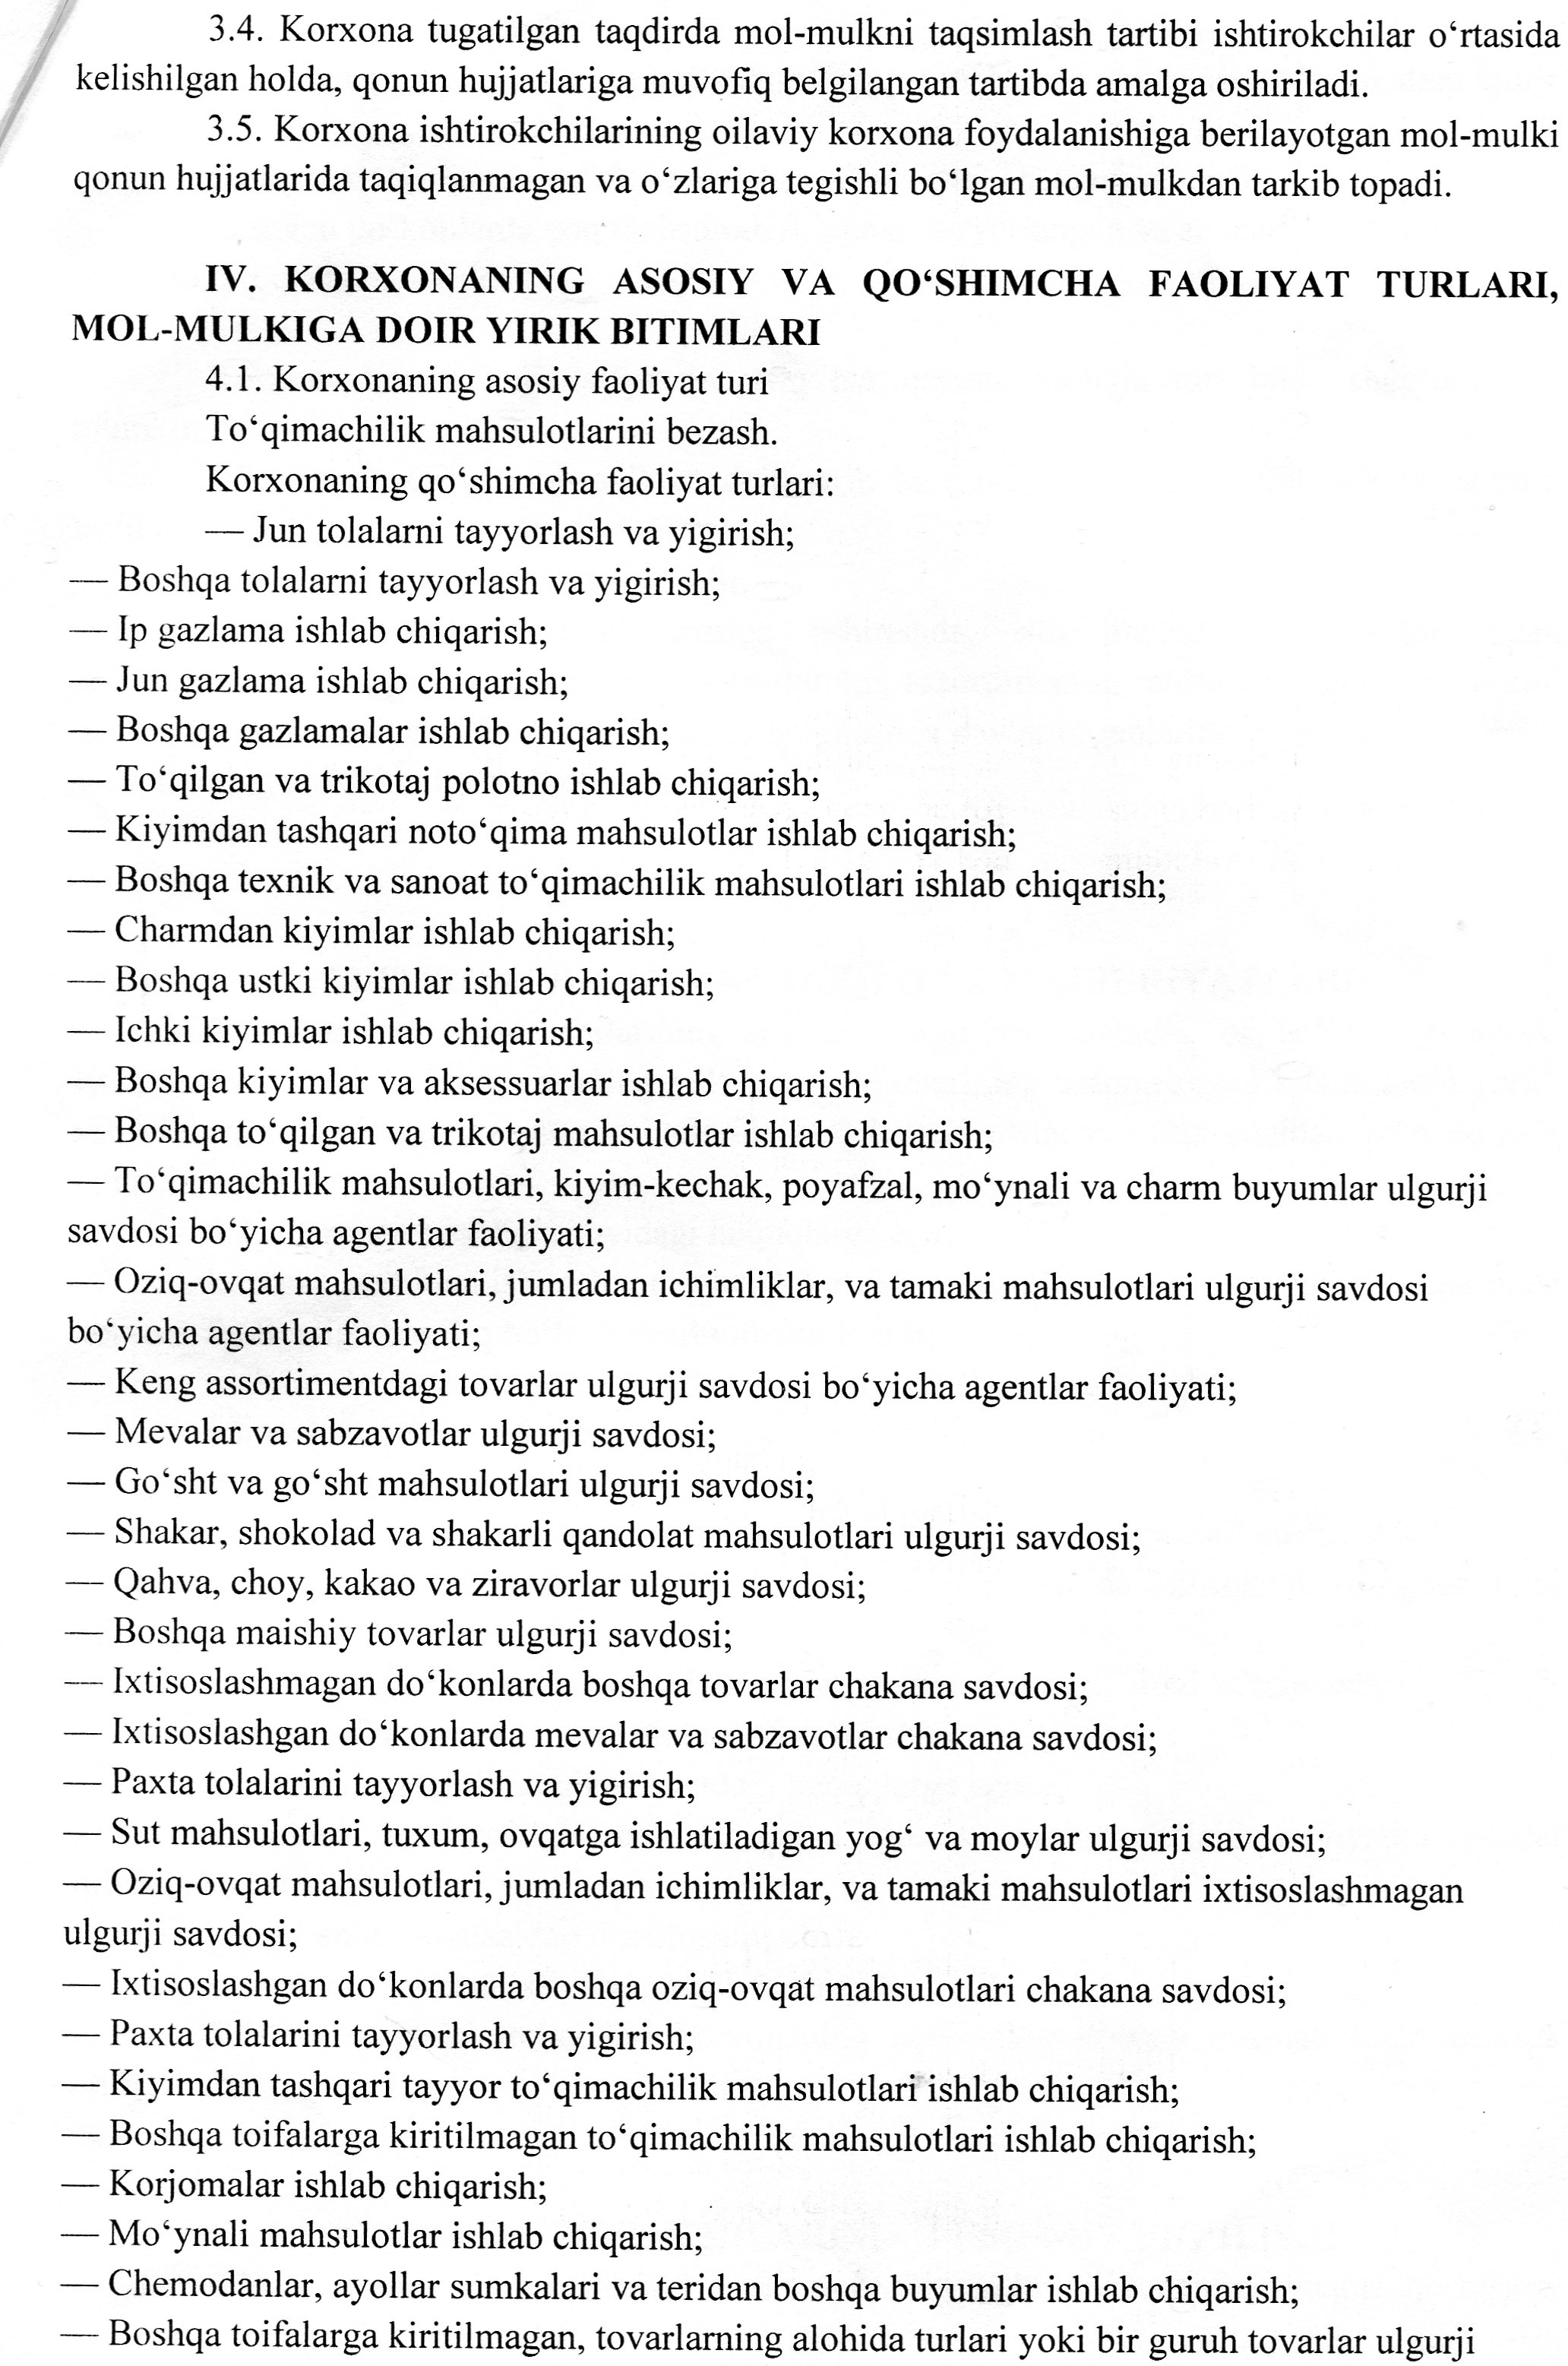 3.4. Korxona tugatilgan taqdirda mol-mulkni taqsimlash tartibi ishtirokchilar o‘rtasida
kelishilgan holda, qonun hujjatlariga muvofiq belgilangan tartibda amalga oshiriladi.
3.5. Korxona ishtirokchilarining oilaviy korxona foydalanishiga berilayotgan mol-mulki
qonun hujjatlarida taqiqlanmagan va o‘zlariga tegishli bo‘lgan mol-mulkdan tarkib topadi.
IV. KORXONANING ASOSIY VA QO‘SHIMCHA FAOLIYAT TURLARI,
MOL-MULKIGA DOIR YIRIK BITIMLARI
4.1. Korxonaning asosiy faoliyat turi
To‘qimachilik mahsulotlarini bezash.
Korxonaning qo‘shimcha faoliyat turlari:
— Jun tolalarni tayyorlash va yigirish;
— Boshqa tolalarni tayyorlash va yigirish;
— Ip gazlama ishlab chiqarish;
— Jun gazlama ishlab chiqarish;
— Boshqa gazlamalar ishlab chiqarish;
— To‘qilgan va trikotaj polotno ishlab chiqarish;
— Kiyimdan tashqari noto‘qima mahsulotlar ishlab chiqarish;
— Boshqa texnik va sanoat to‘qimachilik mahsulotlari ishlab chiqarish;
— Charmdan kiyimlar ishlab chiqarish;
— Boshqa ustki kiyimlar ishlab chiqarish;
— Ichki kiyimlar ishlab chiqarish;
— Boshqa kiyimlar va aksessuarlar ishlab chiqarish;
— Boshqa to‘qilgan va trikotaj mahsulotlar ishlab chiqarish;
— To‘qimachilik mahsulotlari, kiyim-kechak, poyafzal, mo‘ynali va charm buyumlar ulgurji
savdosi bo‘yicha agentlar faoliyati;
— Oziq-ovqat mahsulotlari, jumladan ichimliklar, va tamaki mahsulotlari ulgurji savdosi
bo‘yicha agentlar faoliyati;
— Keng assortimentdagi tovarlar ulgurji savdosi bo‘yicha agentlar faoliyati;
— Mevalar va sabzavotlar ulgurji savdosi;
— Go‘sht va go‘sht mahsulotlari ulgurji savdosi;
— Shakar, shokolad va shakarli qandolat mahsulotlari ulgurji savdosi;
— Qahva, choy, kakao va ziravorlar ulgurji savdosi;
— Boshqa maishiy tovarlar ulgurji savdosi;
— Ixtisoslashmagan do‘konlarda boshqa tovarlar chakana savdosi;
— Ixtisoslashgan do‘konlarda mevalar va sabzavotlar chakana savdosi;
— Paxta tolalarini tayyorlash va yigirish;
— Sut mahsulotlari, tuxum, ovqatga ishlatiladigan yog‘ va moylar ulgurji savdosi;
— Oziq-ovqat mahsulotlari, jumladan ichimliklar, va tamaki mahsulotlari ixtisoslashmagan
ulgurji savdosi;
— Ixtisoslashgan do‘konlarda boshqa oziq-ovqat mahsulotlari chakana savdosi;
— Paxta tolalarini tayyorlash va yigirish;
— Kiyimdan tashqari tayyor to‘qimachilik mahsulotlari ishlab chiqarish;
— Boshqa toifalarga kiritilmagan to‘qimachilik mahsulotlari ishlab chiqarish;
— Korjomalar ishlab chiqarish;
— Mo‘ynali mahsulotlar ishlab chiqarish;
— Chemodanlar, ayollar sumkalari va teridan boshqa buyumlar ishlab chiqarish;
— Boshqa toifalarga kiritilmagan, tovarlarning alohida turlari yoki bir guruh tovarlar ulgurji